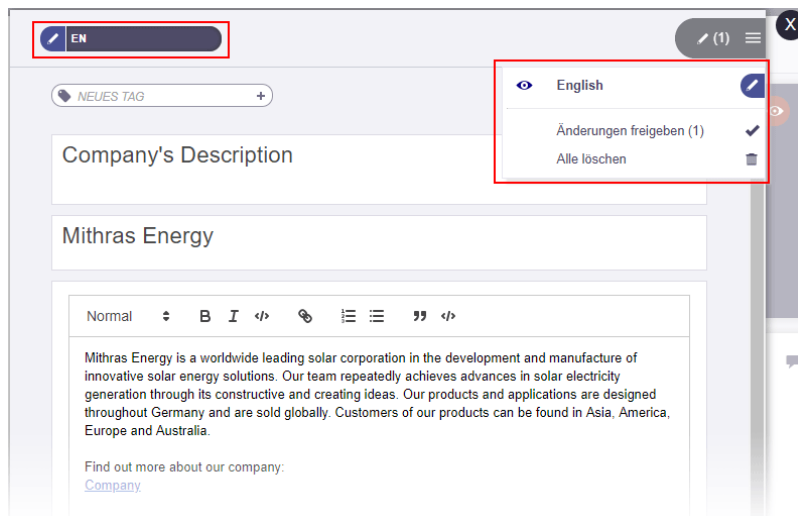 EN
(1)
X
English
NEUES TAG
+
Änderungen freigeben (1)
Alle löschen
Company's Description
Mithras Energy
Normal B I </> </>
Mithras Energy is a worldwide leading solar corporation in the development and manufacture of
innovative solar energy solutions. Our team repeatedly achieves advances in solar electricity
generation through its constructive and creating ideas. Our products and applications are designed
throughout Germany and are sold globally. Customers of our products can be found in Asia, America,
Europe and Australia.
Find out more about our company:
Company